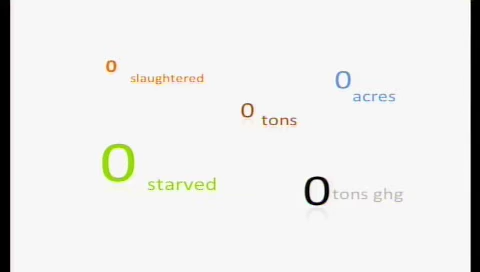 0 slaughtered
0 acres
0 tons
0 starved
0 tons ghg